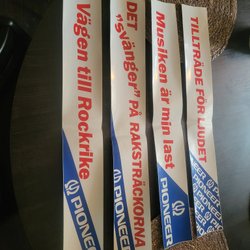 Vägen till Rockrike
PIONEER
DET "svänger" PÅ RAKSTRÄCKORNA
PIONEER
Musiken är min last
PIONEER
TILLTRÄDE FÖR LJUDET
PIONEER